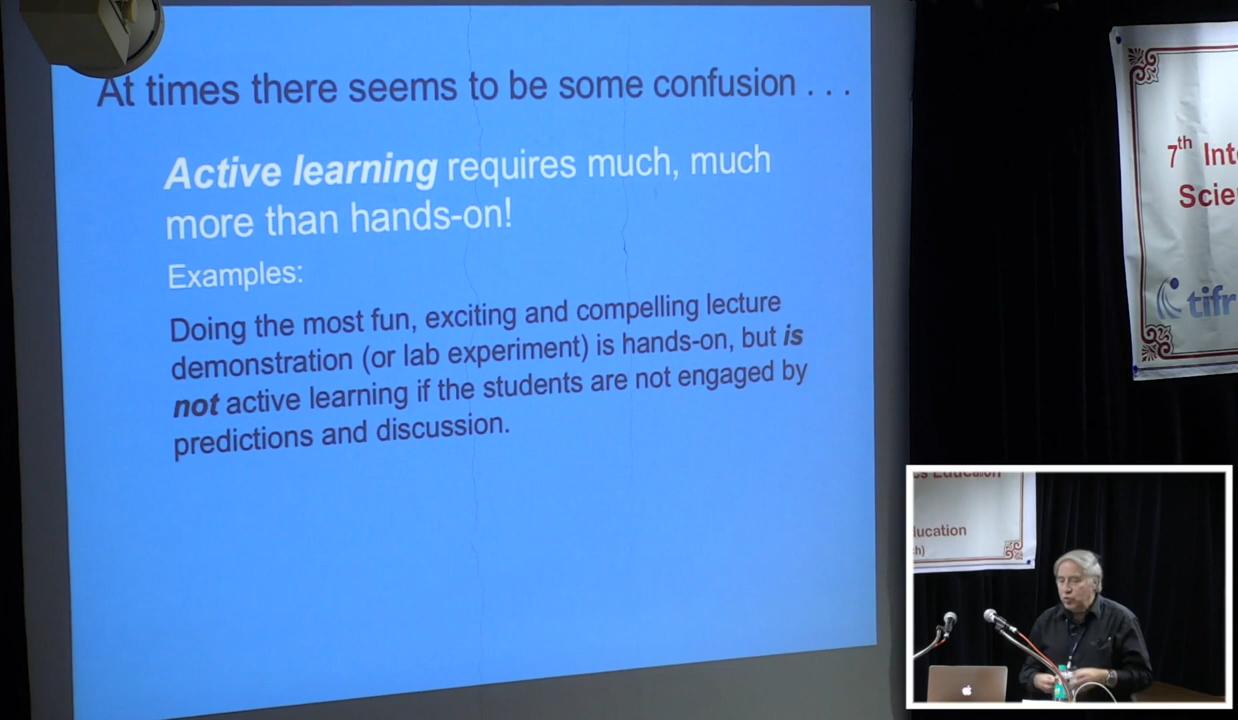 At times there seems to be some confusion . . .
Active learning requires much, much
more than hands-on!
Examples:
Doing the most fun, exciting and compelling lecture
demonstration (or lab experiment) is hands-on, but is
not active learning if the students are not engaged by
predictions and discussion.
7th Inte
Scie
tifr
cs Education
ducation
h)